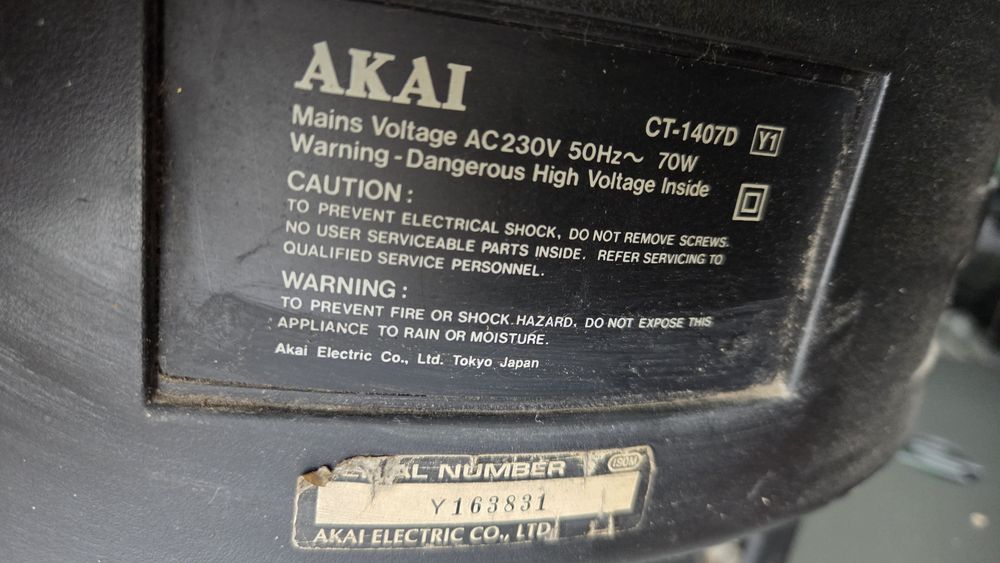 AKAI
CT-1407D Y1
Mains Voltage AC 230V 50Hz～ 70W
Warning - Dangerous High Voltage Inside
CAUTION :
TO PREVENT ELECTRICAL SHOCK, DO NOT REMOVE SCREWS.
NO USER SERVICEABLE PARTS INSIDE. REFER SERVICING TO
QUALIFIED SERVICE PERSONNEL.
WARNING :
TO PREVENT FIRE OR SHOCK HAZARD, DO NOT EXPOSE THIS
APPLIANCE TO RAIN OR MOISTURE.
Akai Electric Co., Ltd. Tokyo Japan
NUMBER
Y163831
AKAI ELECTRIC CO., LTD